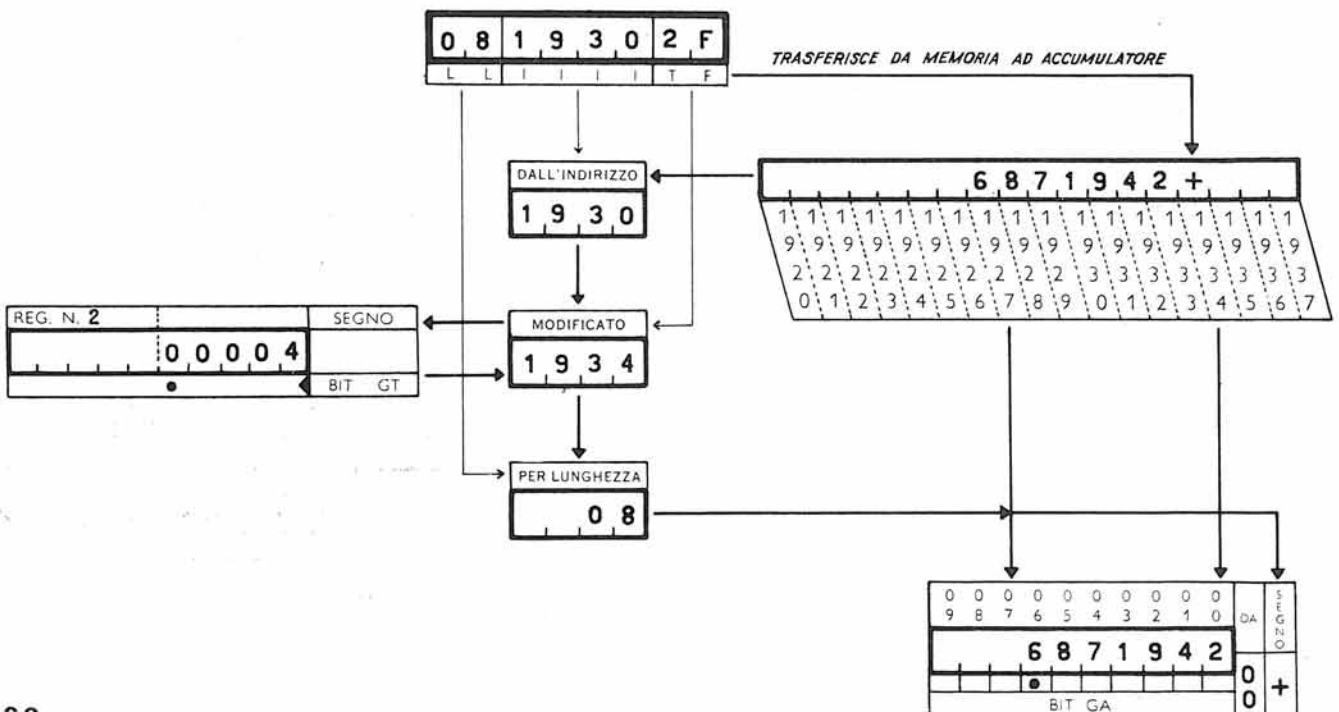 0 8 1 9 3 0 2 F
L L I I I I T F
TRASFERISCE DA MEMORIA AD ACCUMULATORE
DALL'INDIRIZZO
1 9 3 0
6 8 7 1 9 4 2 +
1 1 1 1 1 1 1 1 1 1 1 1 1 1 1 1 1 1
9 9 9 9 9 9 9 9 9 9 9 9 9 9 9 9 9 9
2 2 2 2 2 2 2 2 2 2 3 3 3 3 3 3 3 3
0 1 2 3 4 5 6 7 8 9 0 1 2 3 4 5 6 7
REG. N. 2 SEGNO
0 0 0 0 4
BIT GT
MODIFICATO
1 9 3 4
PER LUNGHEZZA
0 8
0 0 0 0 0 0 0 0 0 0
9 8 7 6 5 4 3 2 1 0
DA
SEGNO
6 8 7 1 9 4 2
0 0
+
BIT GA